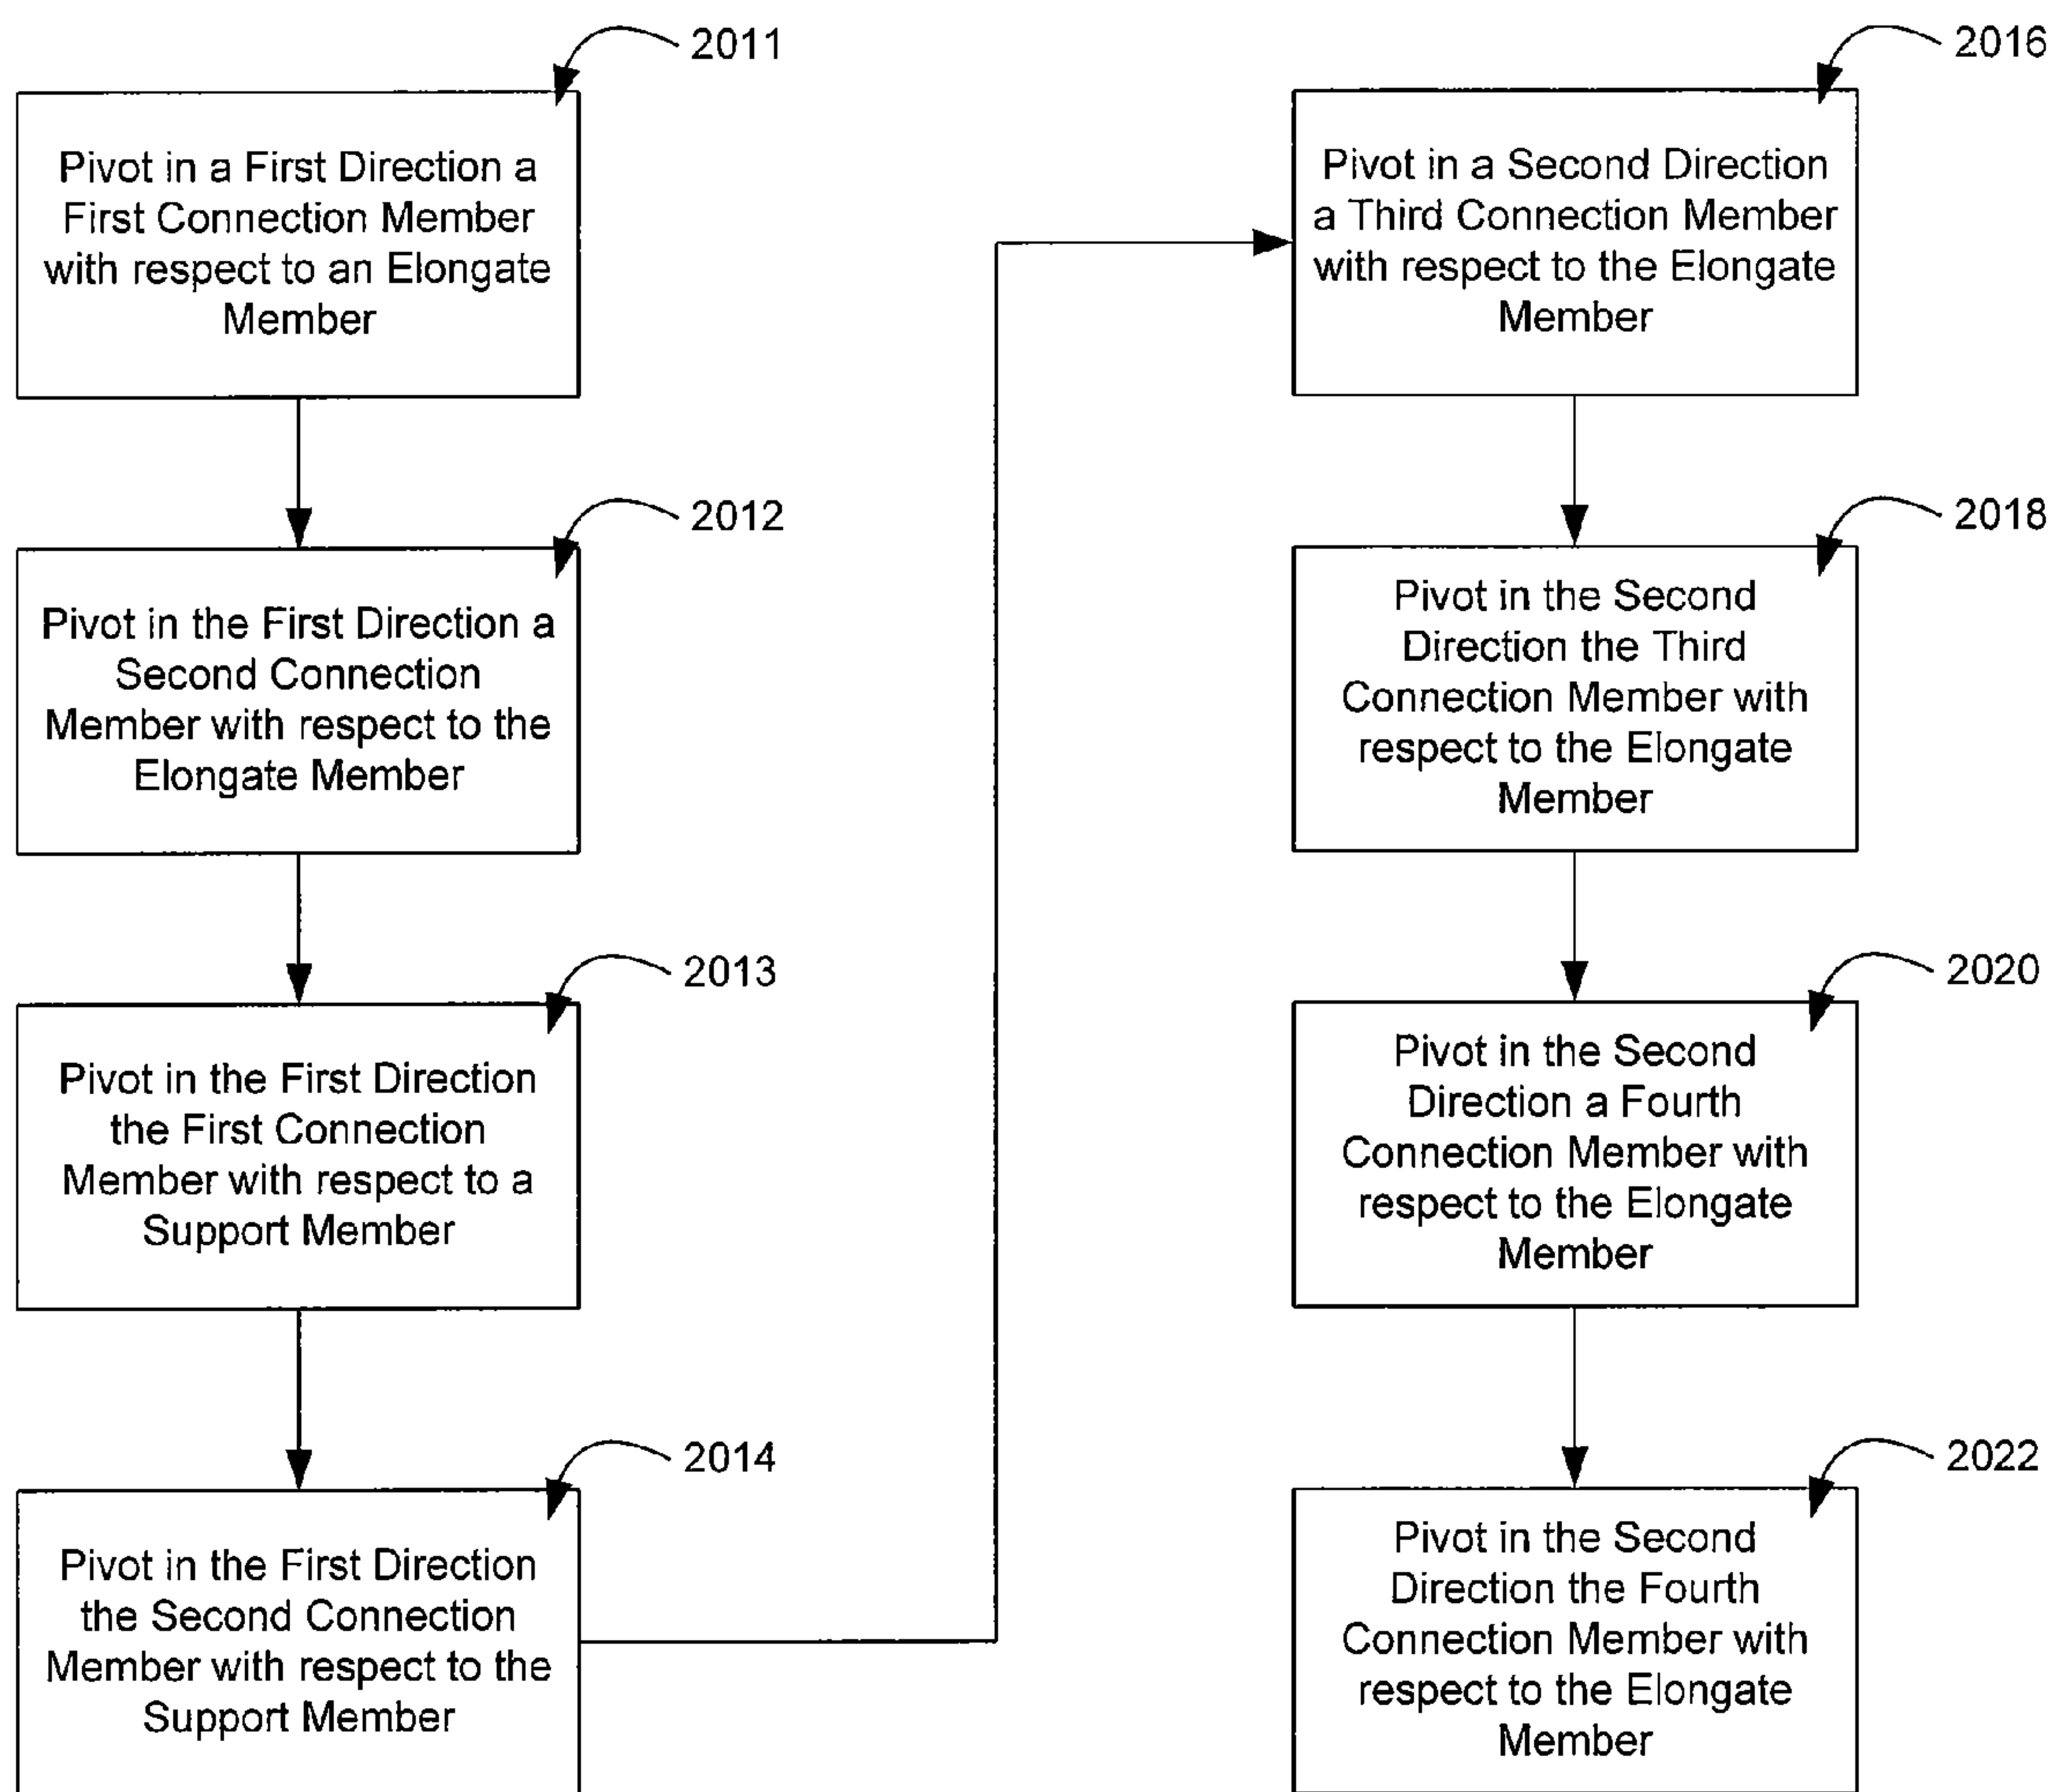 2011
Pivot in a First Direction a
First Connection Member
with respect to an Elongate
Member
2012
Pivot in the First Direction a
Second Connection
Member with respect to the
Elongate Member
2013
Pivot in the First Direction
the First Connection
Member with respect to a
Support Member
2014
Pivot in the First Direction
the Second Connection
Member with respect to the
Support Member
2016
Pivot in a Second Direction
a Third Connection Member
with respect to the Elongate
Member
2018
Pivot in the Second
Direction the Third
Connection Member with
respect to the Elongate
Member
2020
Pivot in the Second
Direction a Fourth
Connection Member with
respect to the Elongate
Member
2022
Pivot in the Second
Direction the Fourth
Connection Member with
respect to the Elongate
Member